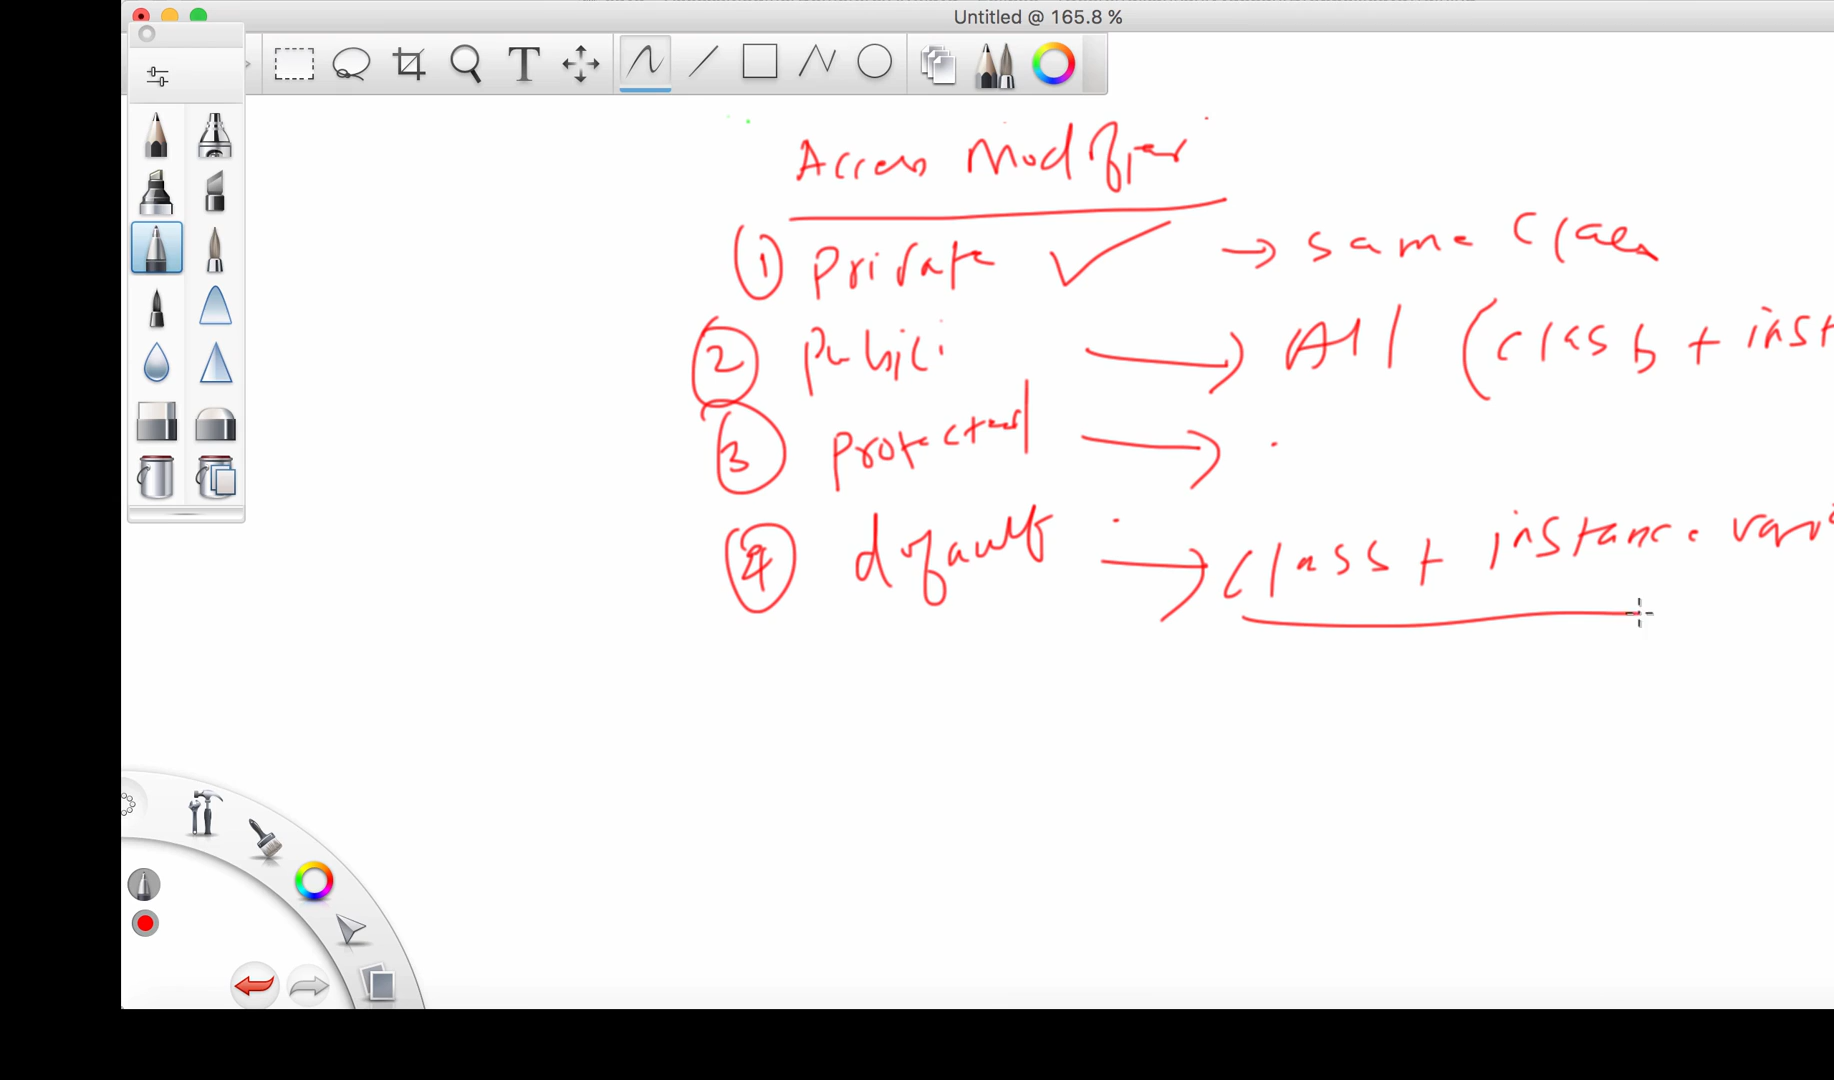 Untitled @ 165.8 %
T
Access Modifier
① Private ✓ → same class
② Public → All (class + inst
③ protected → .
④ default → class + instance vari